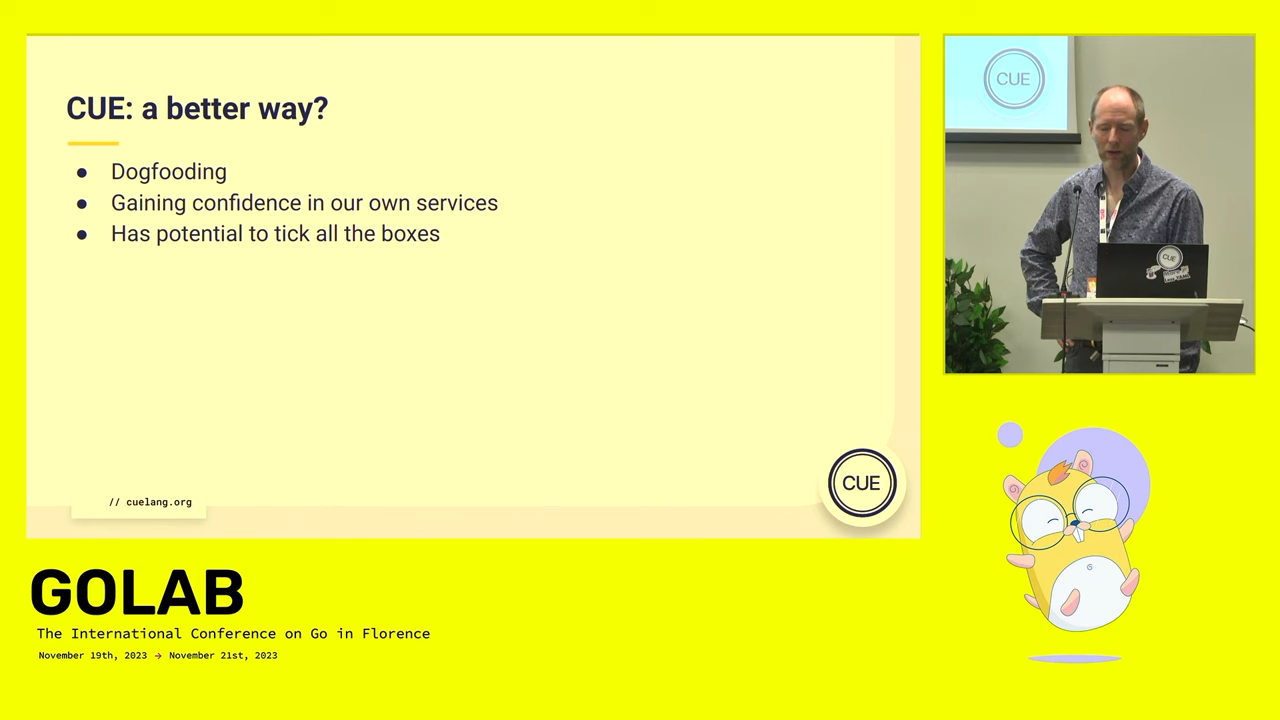 CUE: a better way?
● Dogfooding
● Gaining confidence in our own services
● Has potential to tick all the boxes
// cuelang.org
CUE
CUE
CUE
GOLAB
The International Conference on Go in Florence
November 19th, 2023 → November 21st, 2023